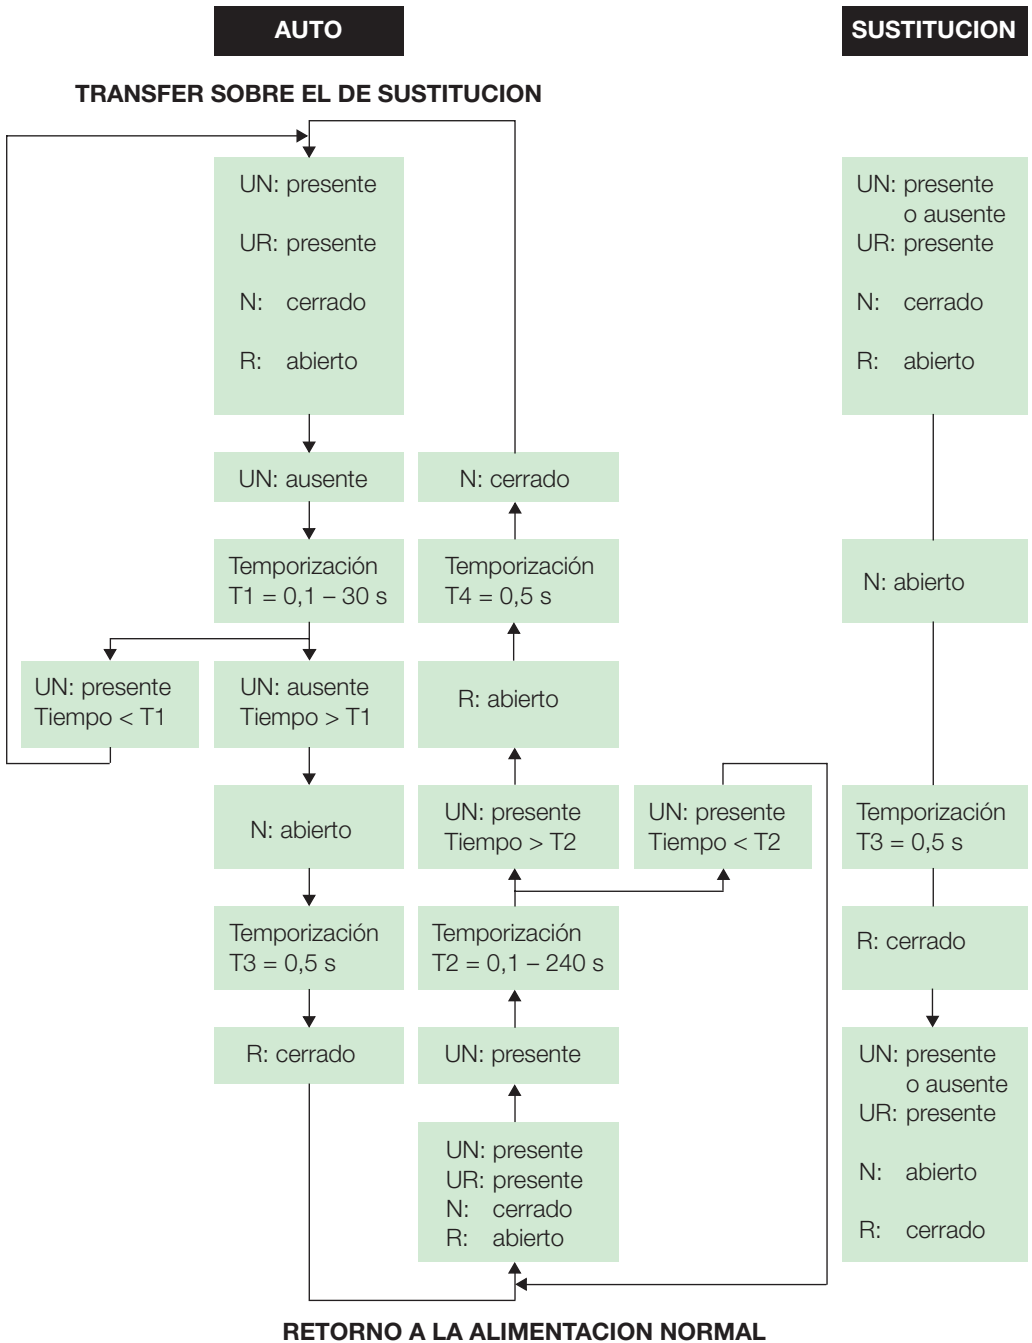 AUTO
SUSTITUCION
TRANSFER SOBRE EL DE SUSTITUCION
UN: presente
UR: presente
N: cerrado
R: abierto
UN: ausente
Temporización
T1 = 0,1 – 30 s
UN: presente
Tiempo < T1
UN: ausente
Tiempo > T1
N: abierto
Temporización
T3 = 0,5 s
R: cerrado
N: cerrado
Temporización
T4 = 0,5 s
R: abierto
UN: presente
Tiempo > T2
UN: presente
Tiempo < T2
Temporización
T2 = 0,1 – 240 s
UN: presente
UN: presente
UR: presente
N: cerrado
R: abierto
UN: presente
o ausente
UR: presente
N: cerrado
R: abierto
N: abierto
Temporización
T3 = 0,5 s
R: cerrado
UN: presente
o ausente
UR: presente
N: abierto
R: cerrado
RETORNO A LA ALIMENTACION NORMAL